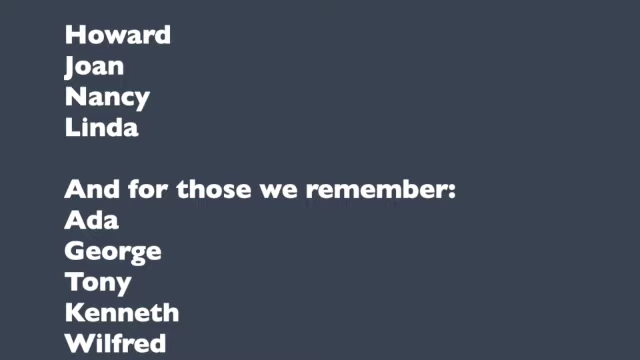 Howard
Joan
Nancy
Linda
And for those we remember:
Ada
George
Tony
Kenneth
Wilfred